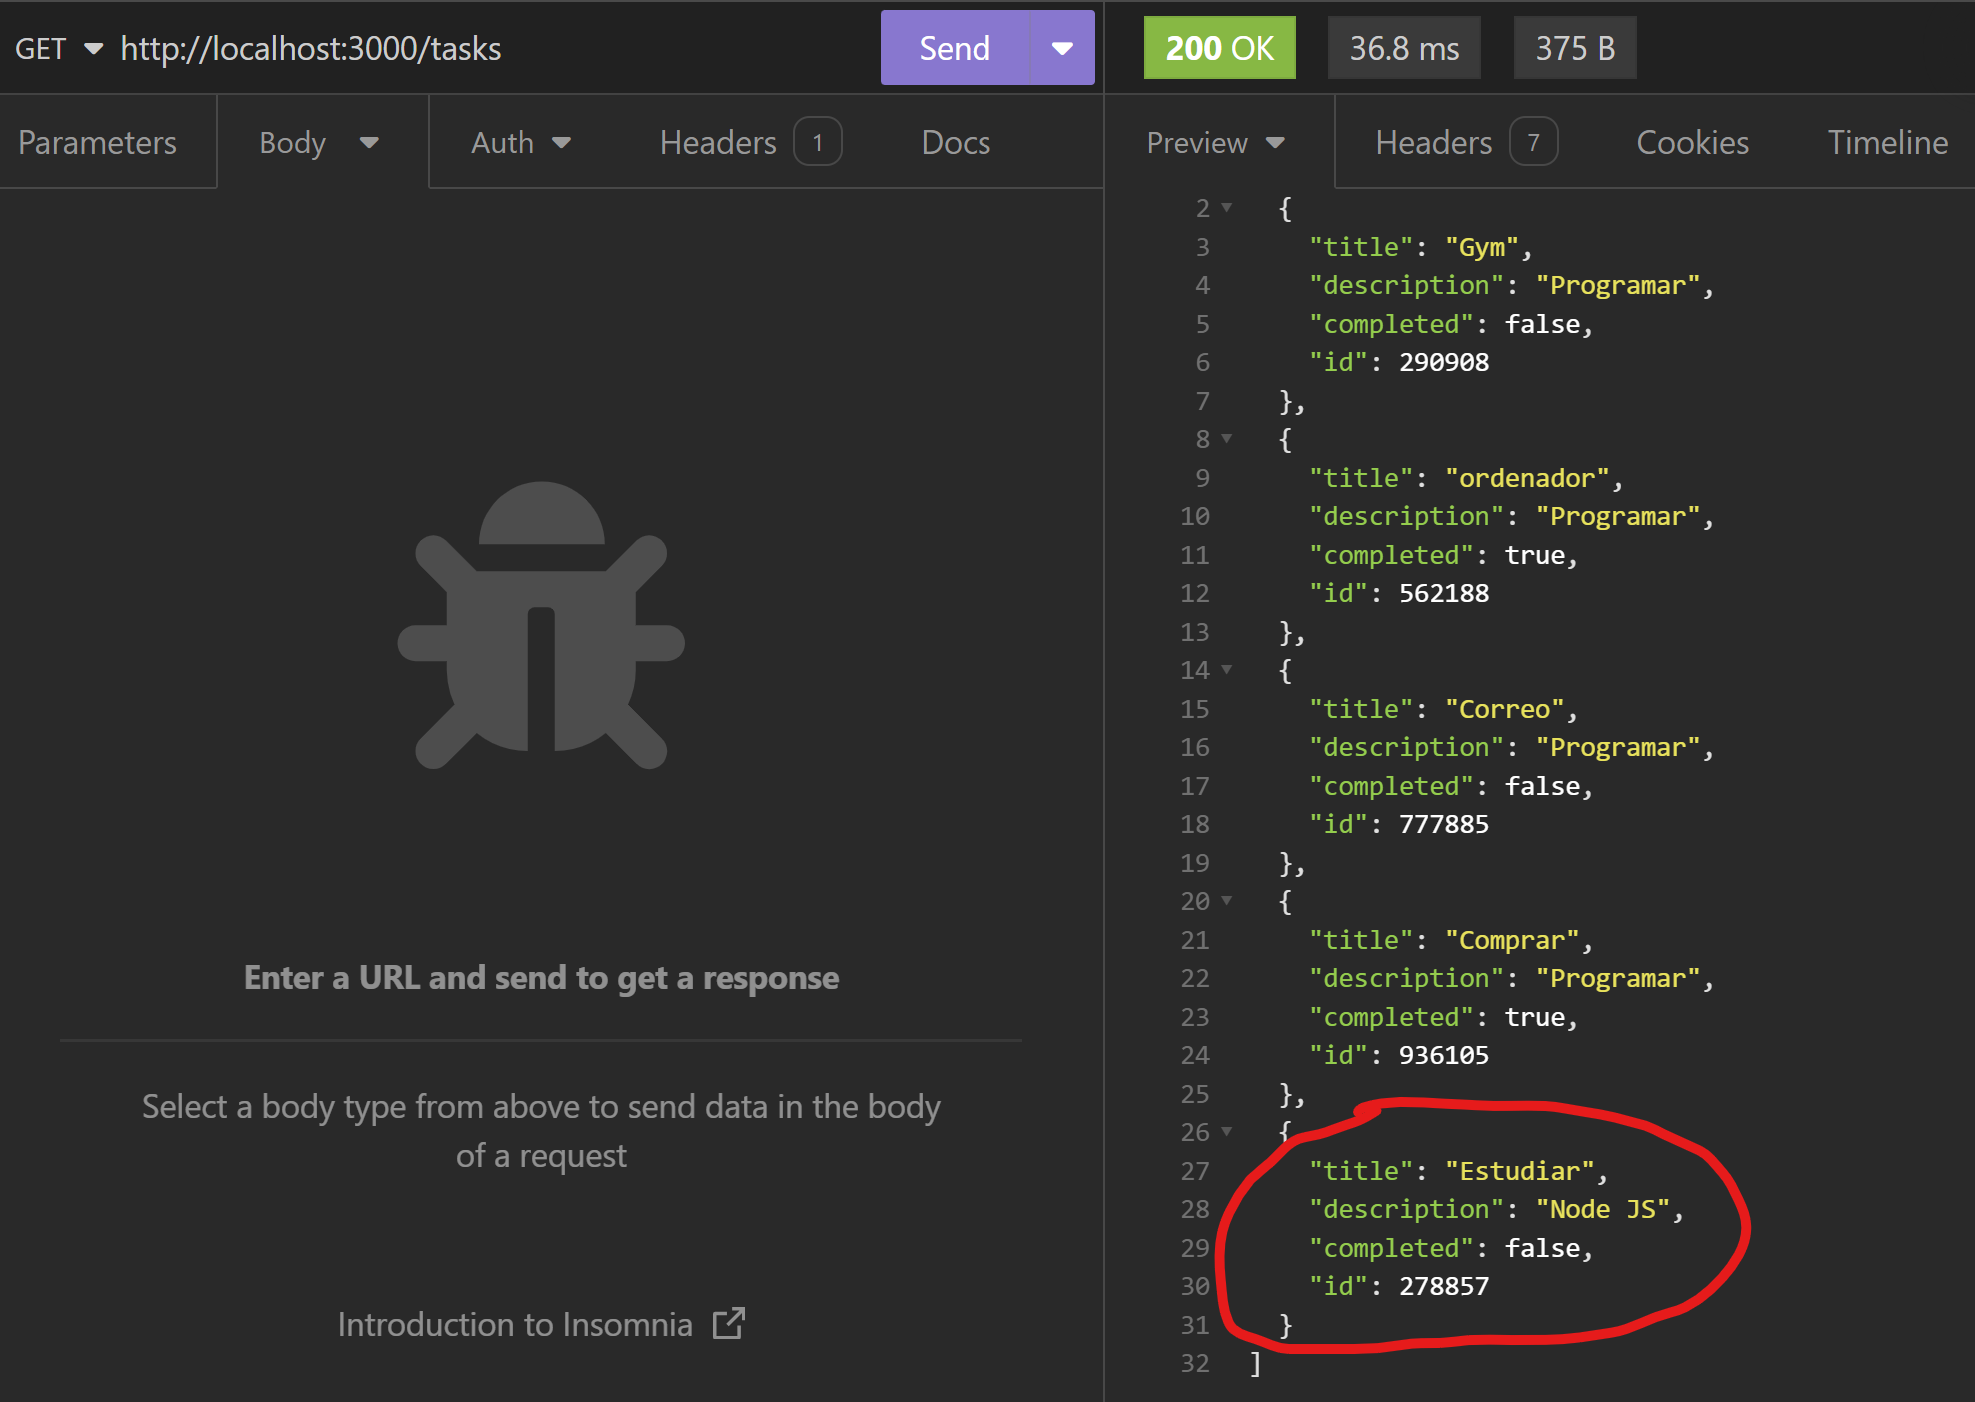 GET http://localhost:3000/tasks Send
200 OK 36.8 ms 375 B
Parameters Body Auth Headers 1 Docs
Preview Headers 7 Cookies Timeline
Enter a URL and send to get a response
Select a body type from above to send data in the body
of a request
Introduction to Insomnia
2 {
3 "title": "Gym",
4 "description": "Programar",
5 "completed": false,
6 "id": 290908
7 },
8 {
9 "title": "ordenador",
10 "description": "Programar",
11 "completed": true,
12 "id": 562188
13 },
14 {
15 "title": "Correo",
16 "description": "Programar",
17 "completed": false,
18 "id": 777885
19 },
20 {
21 "title": "Comprar",
22 "description": "Programar",
23 "completed": true,
24 "id": 936105
25 },
26 {
27 "title": "Estudiar",
28 "description": "Node JS",
29 "completed": false,
30 "id": 278857
31 }
32 ]